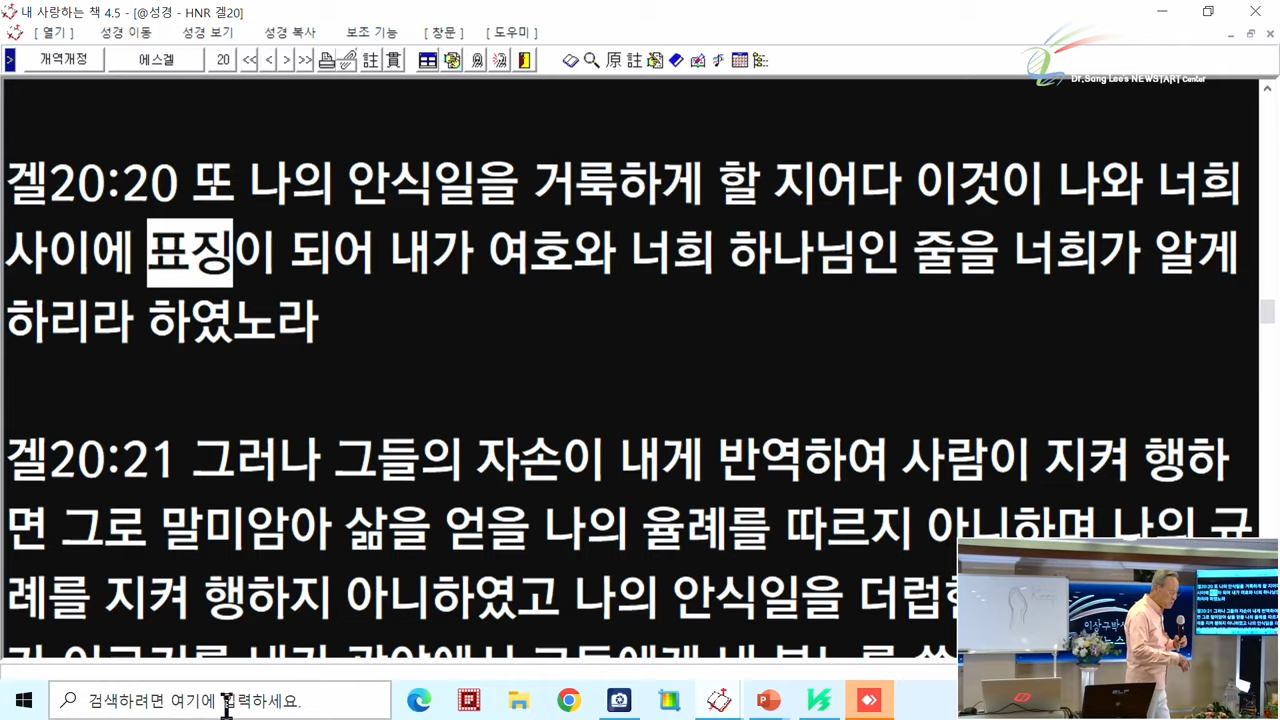 내 사랑하는 책 4.5 - [@성경 - HNR 겔20]
[ 열기 ] 성경 이동 성경 보기 성경 복사 보조 기능 [ 창문 ] [ 도우미 ]
> 개역개정 에스겔 20 << < > >> 註 貫 原 註
Dr.Sang Lee's NEWSTART Center
겔20:20 또 나의 안식일을 거룩하게 할 지어다 이것이 나와 너희
사이에 표징이 되어 내가 여호와 너희 하나님인 줄을 너희가 알게
하리라 하였노라
겔20:21 그러나 그들의 자손이 내게 반역하여 사람이 지켜 행하
면 그로 말미암아 삶을 얻을 나의 율례를 따르지 아니하며 나의 규
례를 지켜 행하지 아니하였고 나의 안식일을 더럽
검색하려면 여기에 입력하세요.